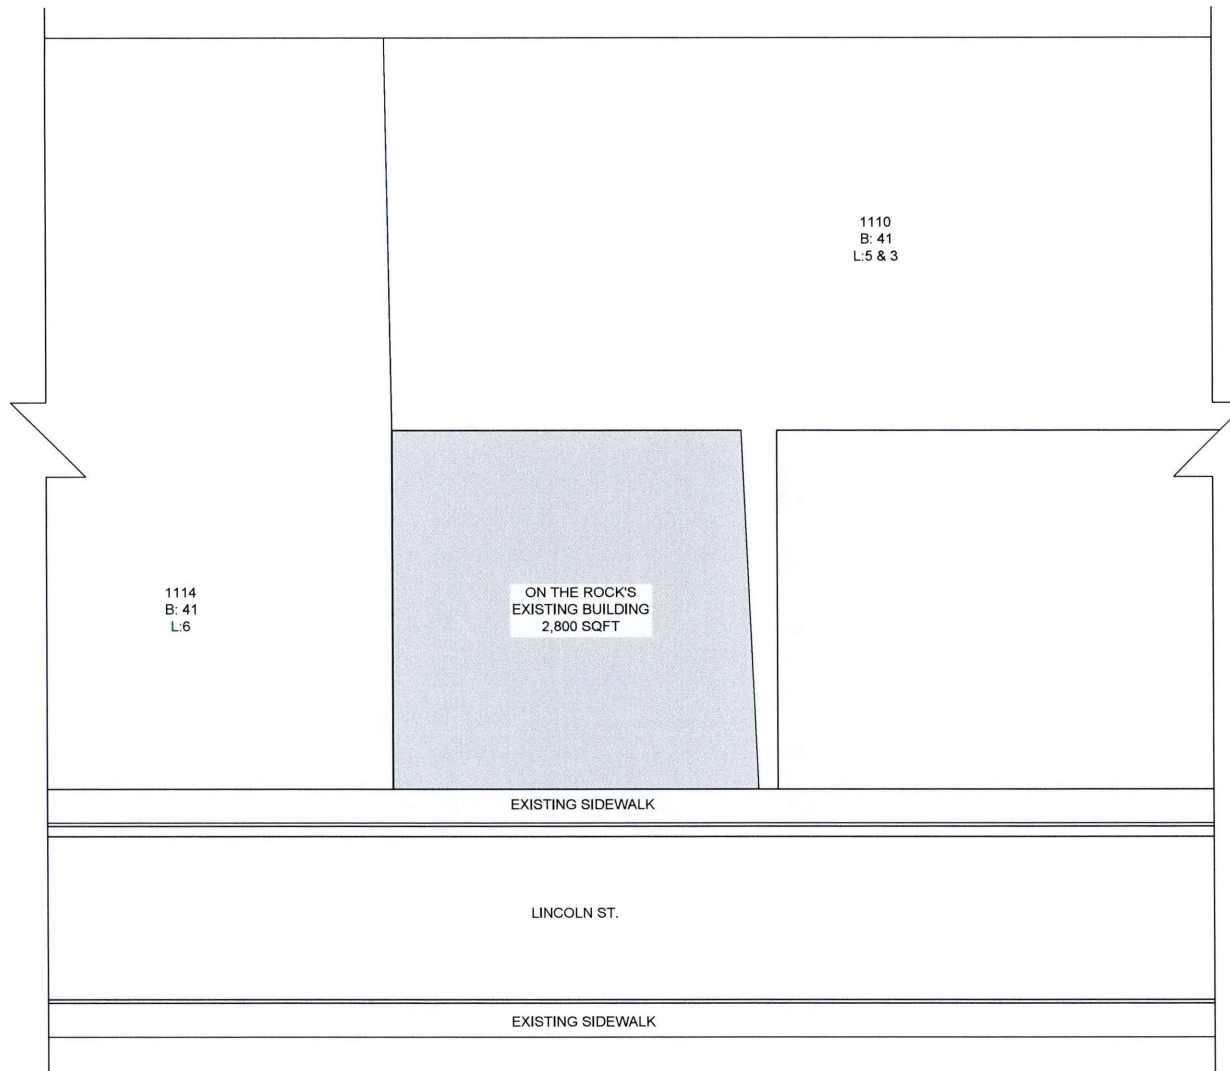 1110
B: 41
L:5 & 3
1114
B: 41
L:6
ON THE ROCK'S
EXISTING BUILDING
2,800 SQFT
EXISTING SIDEWALK
LINCOLN ST.
EXISTING SIDEWALK